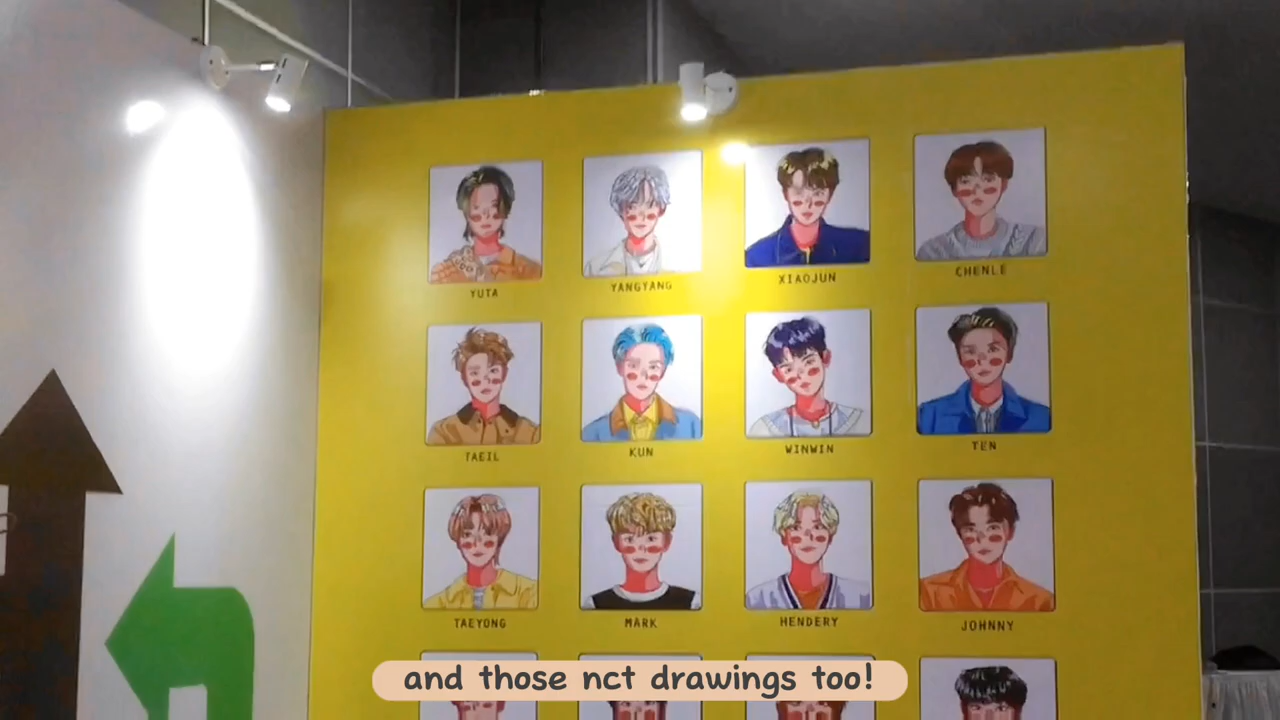 YUTA
YANGYANG
XIAOJUN
CHENLE
TAEIL
KUN
WINWIN
TEN
TAEYONG
MARK
HENDERY
JOHNNY
and those nct drawings too!